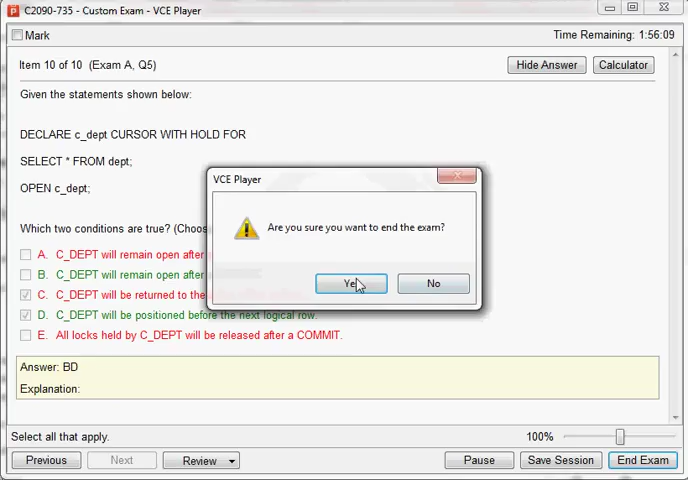 C2090-735 - Custom Exam - VCE Player
Mark
Time Remaining: 1:56:09
Item 10 of 10 (Exam A, Q5)
Hide Answer
Calculator
Given the statements shown below:
DECLARE c_dept CURSOR WITH HOLD FOR
SELECT * FROM dept;
OPEN c_dept;
Which two conditions are true? (Choos
VCE Player
Are you sure you want to end the exam?
No
A. C_DEPT will remain open after
B. C_DEPT will remain open after
C. C_DEPT will be returned to the
D. C_DEPT will be positioned before the next logical row.
E. All locks held by C_DEPT will be released after a COMMIT.
Answer: BD
Explanation:
Select all that apply.
100%
Previous
Next
Review
Pause
Save Session
End Exam